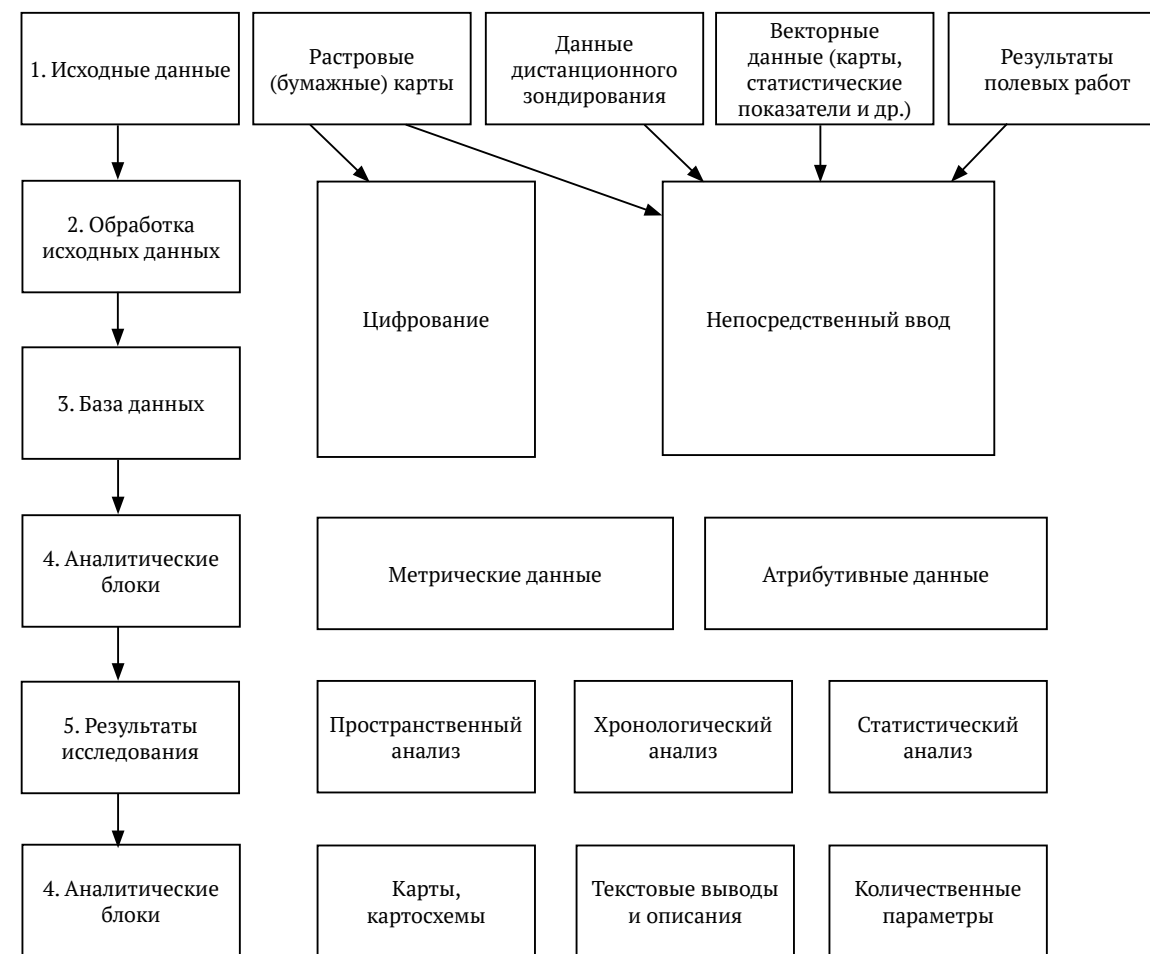 1. Исходные данные
Растровые
(бумажные) карты
Данные
дистанционного
зондирования
Векторные
данные (карты,
статистические
показатели и др.)
Результаты
полевых работ
2. Обработка
исходных данных
Цифрование
Непосредственный ввод
3. База данных
4. Аналитические
блоки
Метрические данные
Атрибутивные данные
5. Результаты
исследования
Пространственный
анализ
Хронологический
анализ
Статистический
анализ
4. Аналитические
блоки
Карты,
картосхемы
Текстовые выводы
и описания
Количественные
параметры